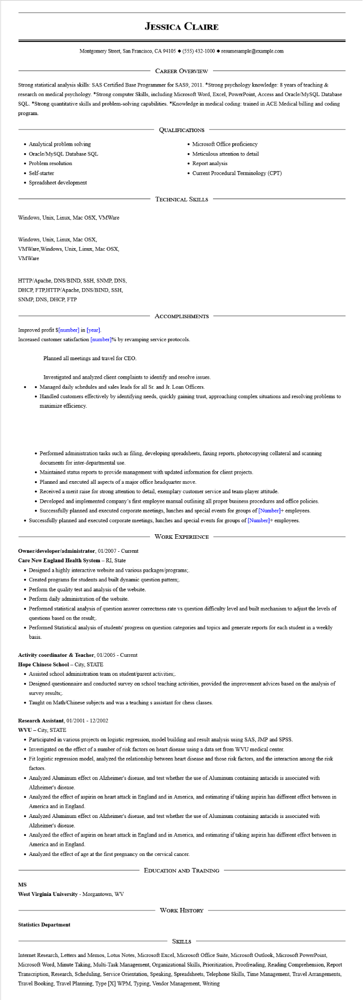 Jessica Claire
Montgomery Street, San Francisco, CA 94105 ◆ (555) 432-1000 ◆ resumesample@example.com
Career Overview
Strong statistical analysis skills: SAS Certified Base Programmer for SAS9, 2011. *Strong psychology knowledge: 8 years of teaching &
research on medical psychology. *Strong computer Skills, including Microsoft Word, Excel, PowerPoint, Access and Oracle/MySQL Database
SQL. *Strong quantitative skills and problem-solving capabilities. *Knowledge in medical coding: trained in ACE Medical billing and coding
program.
Qualifications
• Analytical problem solving
• Oracle/MySQL Database SQL
• Problem resolution
• Self-starter
• Spreadsheet development
• Microsoft Office proficiency
• Meticulous attention to detail
• Report analysis
• Current Procedural Terminology (CPT)
Technical Skills
Windows, Unix, Linux, Mac OSX, VMWare
Windows, Unix, Linux, Mac OSX,
VMWare,Windows, Unix, Linux, Mac OSX,
VMWare
HTTP/Apache, DNS/BIND, SSH, SNMP, DNS,
DHCP, FTP,HTTP/Apache, DNS/BIND, SSH,
SNMP, DNS, DHCP, FTP
Accomplishments
Improved profit $[number] in [year].
Increased customer satisfaction [number]% by revamping service protocols.
Planned all meetings and travel for CEO.
Investigated and analyzed client complaints to identify and resolve issues.
• • Managed daily schedules and sales leads for all Sr. and Jr. Loan Officers.
• Handled customers effectively by identifying needs, quickly gaining trust, approaching complex situations and resolving problems to
maximize efficiency.
• Performed administration tasks such as filing, developing spreadsheets, faxing reports, photocopying collateral and scanning
documents for inter-departmental use.
• Maintained status reports to provide management with updated information for client projects.
• Planned and executed all aspects of a major office headquarter move.
• Received a merit raise for strong attention to detail, exemplary customer service and team-player attitude.
• Developed and implemented company's first employee manual outlining all proper business procedures and office policies.
• Successfully planned and executed corporate meetings, lunches and special events for groups of [Number]+ employees.
• Successfully planned and executed corporate meetings, lunches and special events for groups of [Number]+ employees.
Work Experience
Owner/developer/administrator, 01/2007 - Current
Care New England Health System – RI, State
• Designed a highly interactive website and various packages/programs;.
• Created programs for students and built dynamic question pattern;.
• Perform the quality test and analysis of the website.
• Perform daily administration of the website.
• Performed statistical analysis of question answer correctness rate vs question difficulty level and built mechanism to adjust the levels of
questions based on the result;.
• Performed Statistical analysis of students' progress on question categories and topics and generate reports for each student in a weekly
basis.
Activity coordinator & Teacher, 01/2005 - Current
Hope Chinese School – City, STATE
• Assisted school administration team on student/parent activities;.
• Designed questionnaire and conducted survey on school teaching activities, provided the improvement advices based on the analysis of
survey results;.
• Taught on Math/Chinese subjects and was a teaching s assistant for chess classes.
Research Assistant, 01/2001 - 12/2002
WVU – City, STATE
• Participated in various projects on logistic regression, model building and result analysis using SAS, JMP and SPSS.
• Investigated on the effect of a number of risk factors on heart disease using a data set from WVU medical center.
• Fit logistic regression model, analyzed the relationship between heart disease and those risk factors, and the interaction among the risk
factors.
• Analyzed Aluminum effect on Alzheimer's disease, and test whether the use of Aluminum containing antacids is associated with
Alzheimer's disease.
• Analyzed the effect of aspirin on heart attack in England and in America, and estimating if taking aspirin has different effect between in
America and in England.
• Analyzed Aluminum effect on Alzheimer's disease, and test whether the use of Aluminum containing antacids is associated with
Alzheimer's disease.
• Analyzed the effect of aspirin on heart attack in England and in America, and estimating if taking aspirin has different effect between in
America and in England.
• Analyzed the effect of age at the first pregnancy on the cervical cancer.
Education and Training
MS
West Virginia University - Morgantown, WV
Work History
Statistics Department
Skills
Internet Research, Letters and Memos, Lotus Notes, Microsoft Excel, Microsoft Office Suite, Microsoft Outlook, Microsoft PowerPoint,
Microsoft Word, Minute Taking, Multi-Task Management, Organizational Skills, Prioritization, Proofreading, Reading Comprehension, Report
Transcription, Research, Scheduling, Service Orientation, Speaking, Spreadsheets, Telephone Skills, Time Management, Travel Arrangements,
Travel Booking, Travel Planning, Type [X] WPM, Typing, Vendor Management, Writing